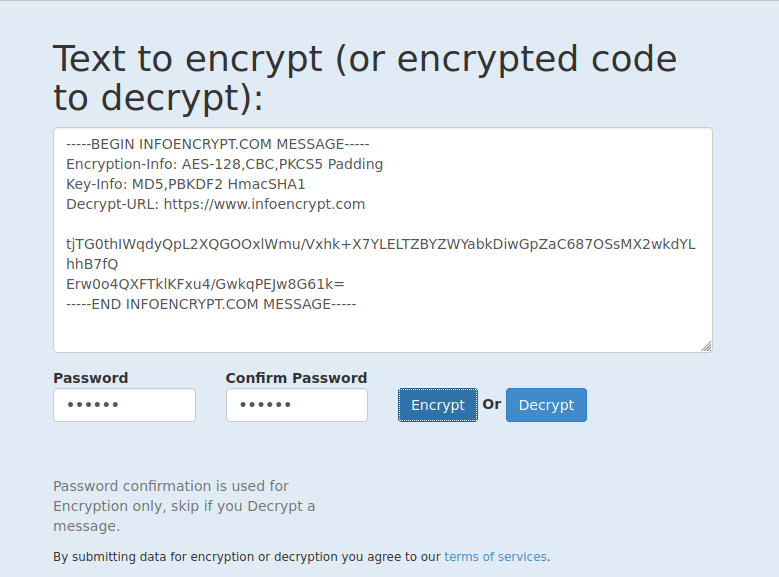 Text to encrypt (or encrypted code
to decrypt):
-----BEGIN INFOENCRYPT.COM MESSAGE-----
Encryption-Info: AES-128,CBC,PKCS5 Padding
Key-Info: MD5,PBKDF2 HmacSHA1
Decrypt-URL: https://www.infoencrypt.com
tjTG0thIWqdyQpL2XQGOOxlWmu/Vxhk+X7YLELTZBYZWYabkDiwGpZaC687OSsMX2wkdYL
hhB7fQ
Erw0o4QXFTklKFxu4/GwkqPEJw8G61k=
-----END INFOENCRYPT.COM MESSAGE-----
Password Confirm Password
•••••• •••••• Encrypt Or Decrypt
Password confirmation is used for
Encryption only, skip if you Decrypt a
message.
By submitting data for encryption or decryption you agree to our terms of services.